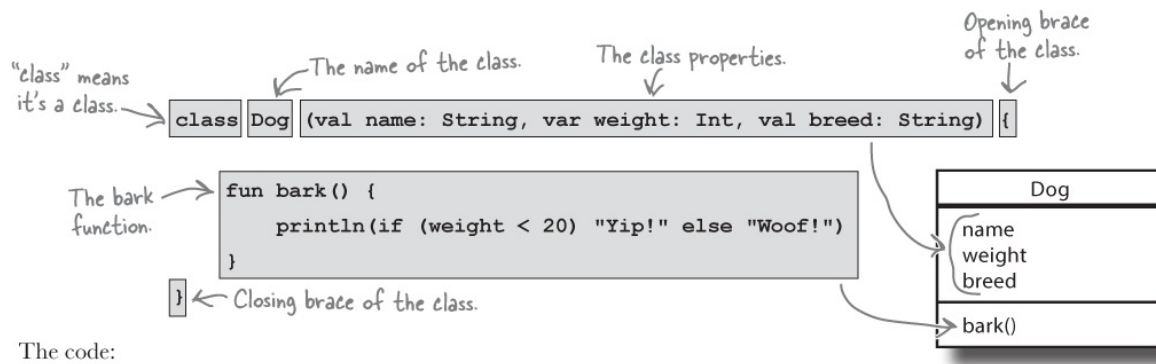 Opening brace
of the class.
"class" means
it's a class.
The name of the class.
The class properties.
class Dog (val name: String, var weight: Int, val breed: String) {
The bark
function.
fun bark() {
println(if (weight < 20) "Yip!" else "Woof!")
}
}
Closing brace of the class.
Dog
name
weight
breed
bark()
The code: